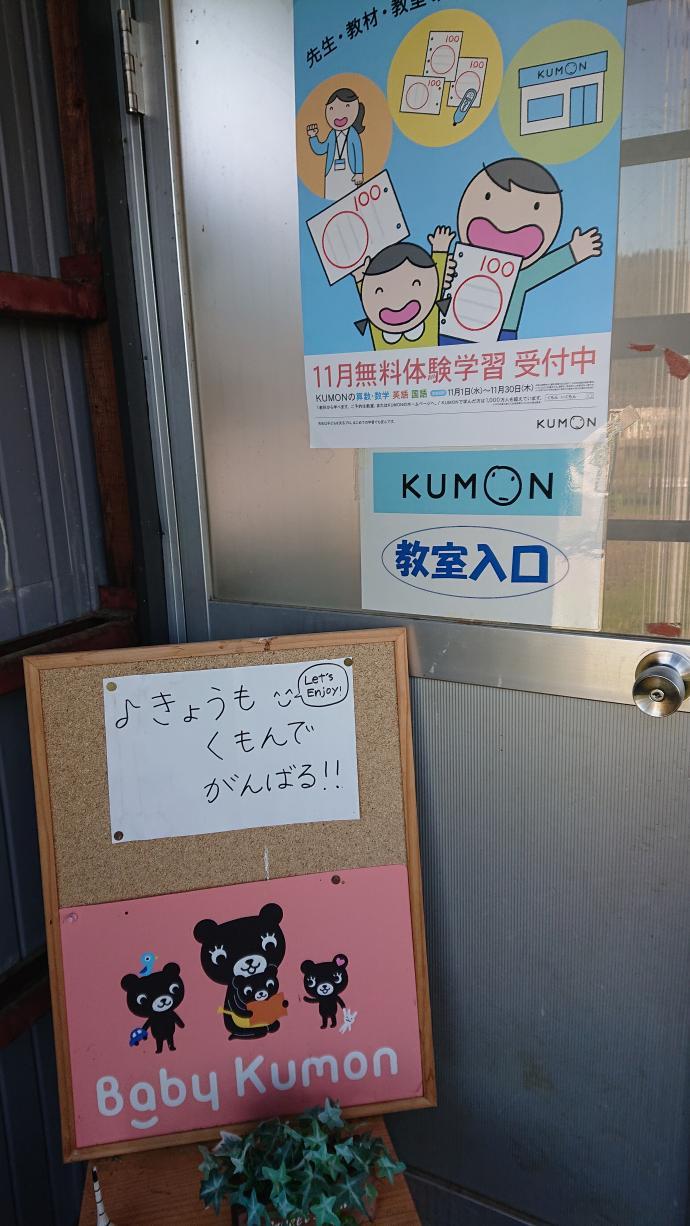 先生・教材・教室
100
100
100
KUMON
100
100
11月無料体験学習 受付中
KUMONの算数・数学 英語 国語 11月1日(水)~11月30日(木)
KUMON
KUMON
教室入口
♪きょうも
Let's
Enjoy!
くもんで
がんばる!!
Baby Kumon